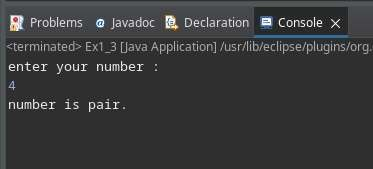 Problems @ Javadoc Declaration Console
<terminated> Ex1_3 [Java Application] /usr/lib/eclipse/plugins/org.
enter your number :
4
number is pair.